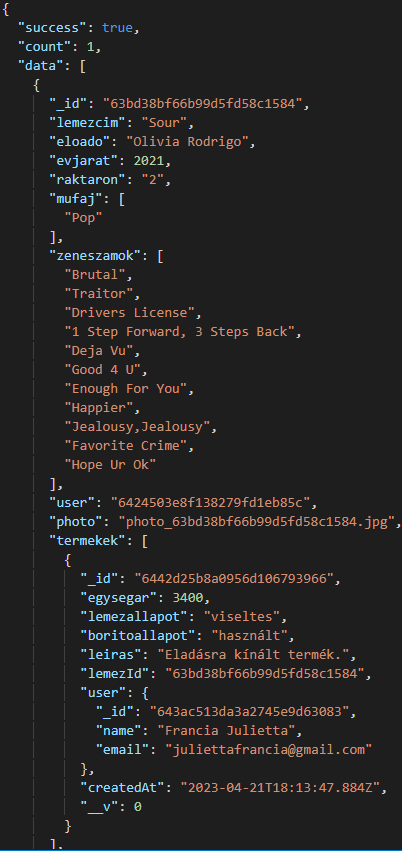 {
"success": true,
"count": 1,
"data": [
{
"_id": "63bd38bf66b99d5fd58c1584",
"lemezcim": "Sour",
"eloado": "Olivia Rodrigo",
"evjarat": 2021,
"raktaron": "2",
"mufaj": [
"Pop"
],
"zeneszamok": [
"Brutal",
"Traitor",
"Drivers License",
"1 Step Forward, 3 Steps Back",
"Deja Vu",
"Good 4 U",
"Enough For You",
"Happier",
"Jealousy,Jealousy",
"Favorite Crime",
"Hope Ur Ok"
],
"user": "6424503e8f138279fd1eb85c",
"photo": "photo_63bd38bf66b99d5fd58c1584.jpg",
"termekek": [
{
"_id": "6442d25b8a0956d106793966",
"egysegar": 3400,
"lemezallapot": "viseltes",
"boritoallapot": "használt",
"leiras": "Eladásra kínált termék.",
"lemezId": "63bd38bf66b99d5fd58c1584",
"user": {
"_id": "643ac513da3a2745e9d63083",
"name": "Francia Julietta",
"email": "juliettafrancia@gmail.com"
},
"createdAt": "2023-04-21T18:13:47.884Z",
"__v": 0
}
],